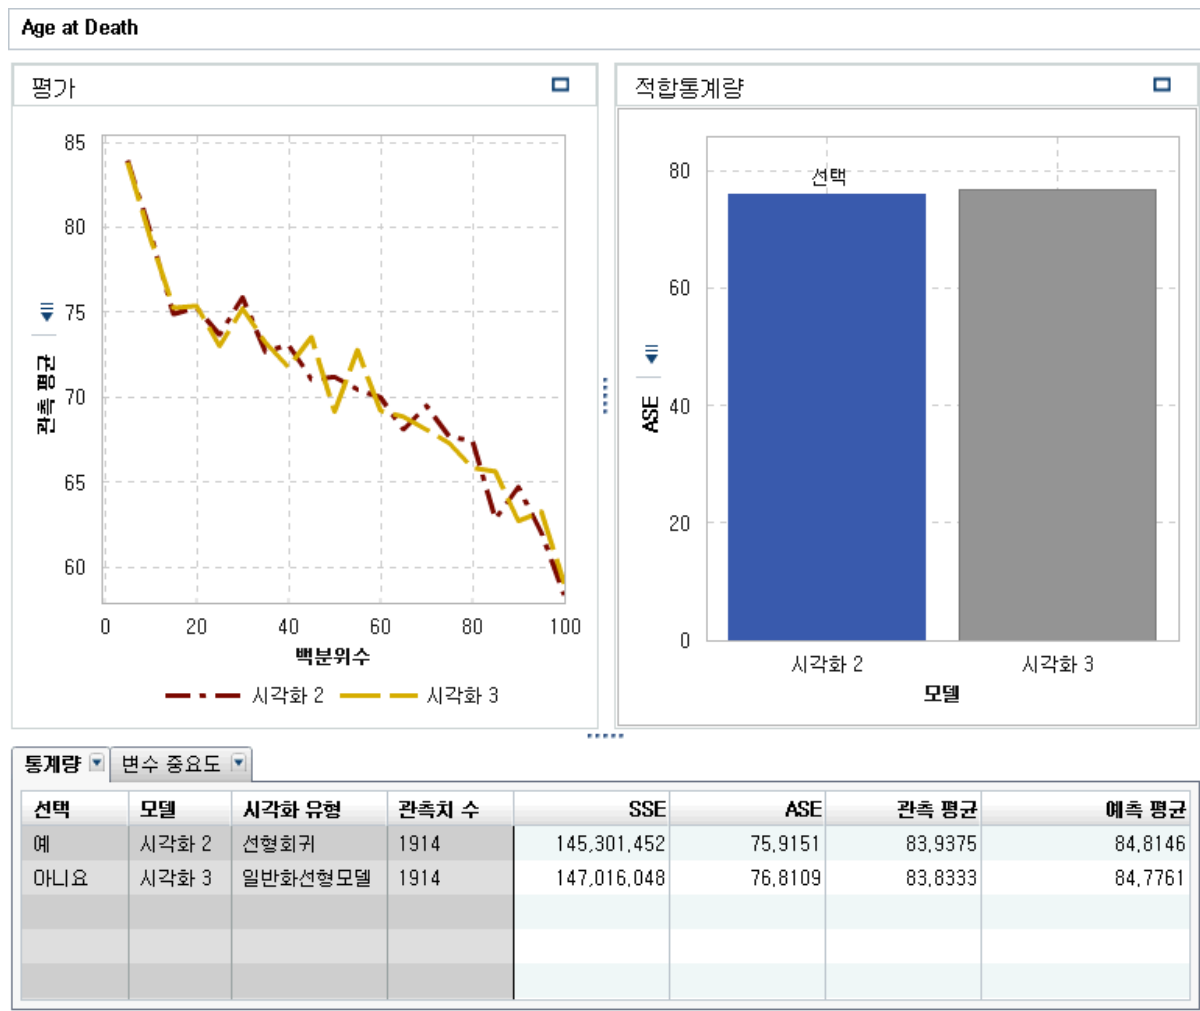 Age at Death
평가
85
80
75
70
65
60
관측 평균
0 20 40 60 80 100
백분위수
시각화 2 시각화 3
적합통계량
80
60
40
20
0
ASE
선택
시각화 2 시각화 3
모델
통계량 변수 중요도
선택 모델 시각화 유형 관측치 수 SSE ASE 관측 평균 예측 평균
예 시각화 2 선형회귀 1914 145,301,452 75,9151 83,9375 84,8146
아니요 시각화 3 일반화선형모델 1914 147,016,048 76,8109 83,8333 84,7761